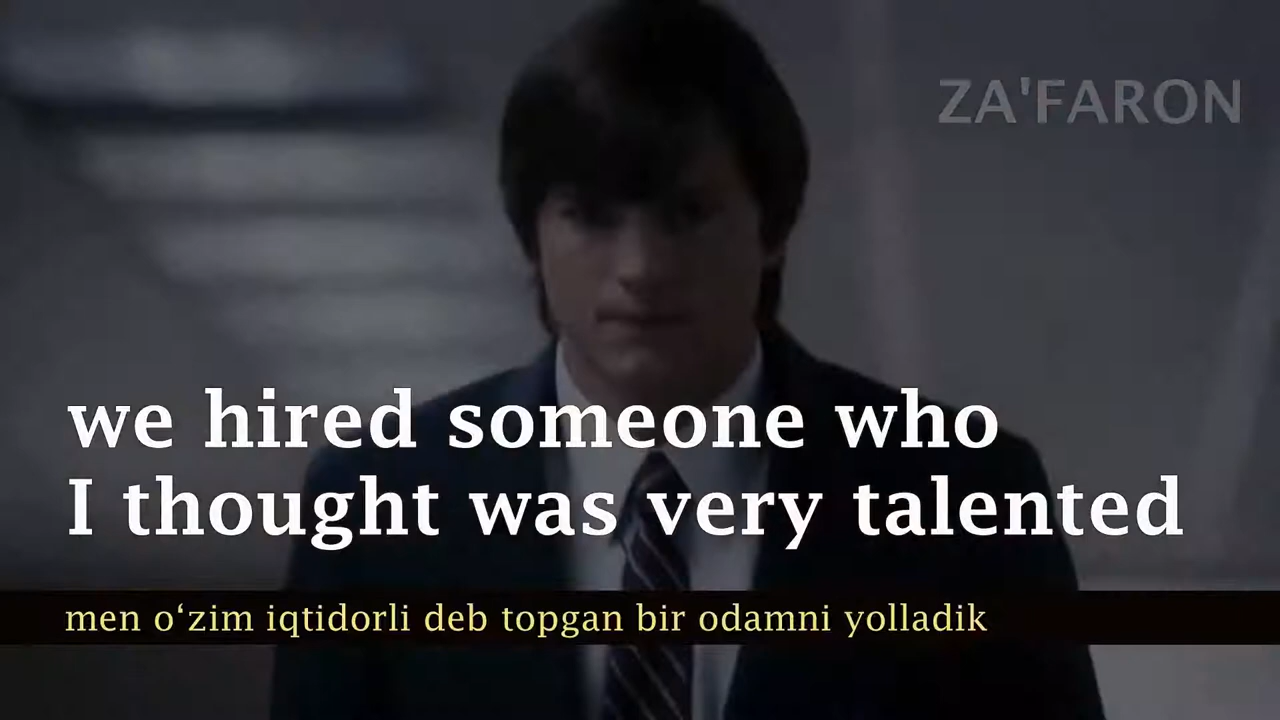 ZA'FARON
we hired someone who
I thought was very talented
men o‘zim iqtidorli deb topgan bir odamni yolladik